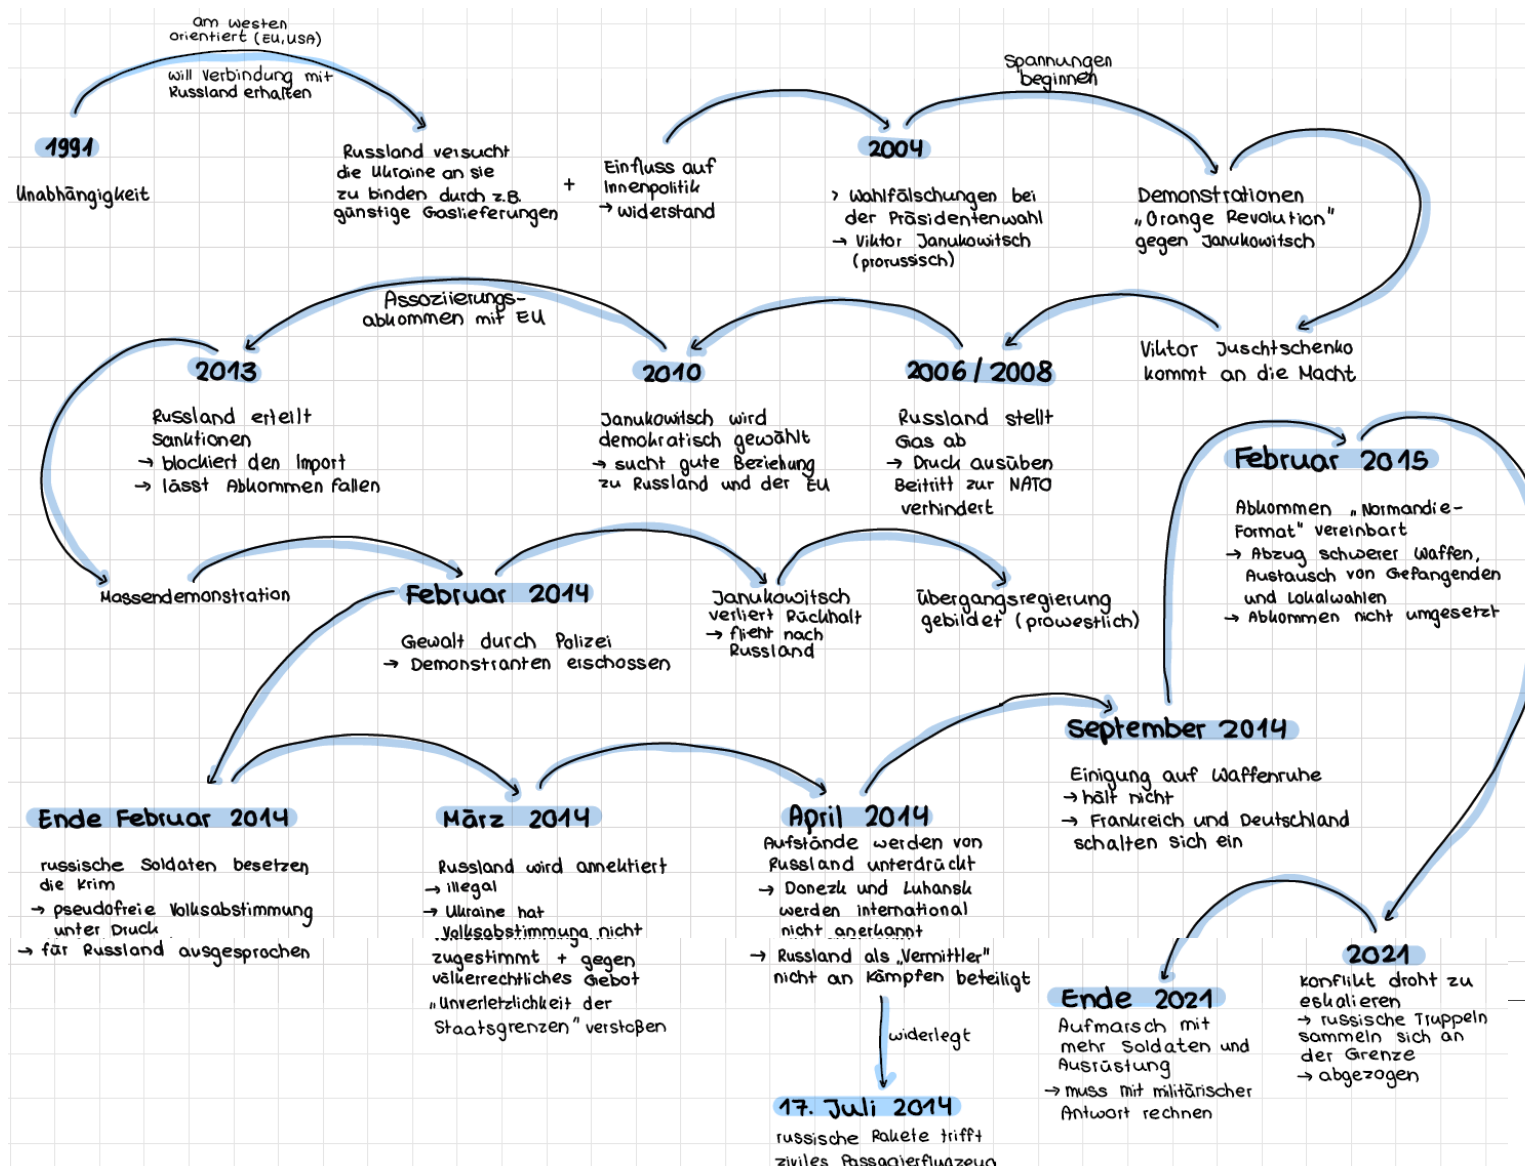 am westen
orientiert (EU, USA)
will Verbindung mit
Russland erhalten
1991
Unabhängigkeit
Russland versucht
die Ukraine an sie
zu binden durch z.B.
günstige Gaslieferungen
+
Einfluss auf
Innenpolitik
→ Widerstand
2004
> Wahlfälschungen bei
der Präsidentenwahl
→ Viktor Janukowitsch
(prorussisch)
Spannungen
beginnen
Demonstrationen
„Orange Revolution"
gegen Janukowitsch
Viktor Juschtschenko
kommt an die Macht
2006 / 2008
Russland stellt
Gas ab
→ Druck ausüben
Beitritt zur NATO
verhindert
2010
Janukowitsch wird
demokratisch gewählt
→ sucht gute Beziehung
zu Russland und der EU
Assoziierungs-
abkommen mit EU
2013
Russland erteilt
Sanktionen
→ blockiert den Import
→ lässt Abkommen fallen
Massendemonstration
Februar 2014
Gewalt durch Polizei
→ Demonstranten erschossen
Janukowitsch
verliert Rückhalt
→ flieht nach
Russland
Übergangsregierung
gebildet (prowestlich)
Ende Februar 2014
russische Soldaten besetzen
die Krim
→ pseudofreie Volksabstimmung
unter Druck
→ für Russland ausgesprochen
März 2014
Russland wird annektiert
→ illegal
→ Ukraine hat
Volksabstimmung nicht
zugestimmt + gegen
völkerrechtliches Gebot
„Unverletzlichkeit der
Staatsgrenzen" verstoßen
April 2014
Aufstände werden von
Russland unterdrückt
→ Donezk und Luhansk
werden international
nicht anerkannt
→ Russland als „Vermittler"
nicht an Kämpfen beteiligt
widerlegt
17. Juli 2014
russische Rakete trifft
ziviles Passagierflugzeug
September 2014
Einigung auf Waffenruhe
→ hält nicht
→ Frankreich und Deutschland
schalten sich ein
Februar 2015
Abkommen „Normandie-
Format" vereinbart
→ Abzug schwerer Waffen,
Austausch von Gefangenden
und Lokalwahlen
→ Abkommen nicht umgesetzt
2021
Konflikt droht zu
eskalieren
→ russische Truppeln
sammeln sich an
der Grenze
→ abgezogen
Ende 2021
Aufmarsch mit
mehr Soldaten und
Ausrüstung
→ muss mit militärischer
Antwort rechnen